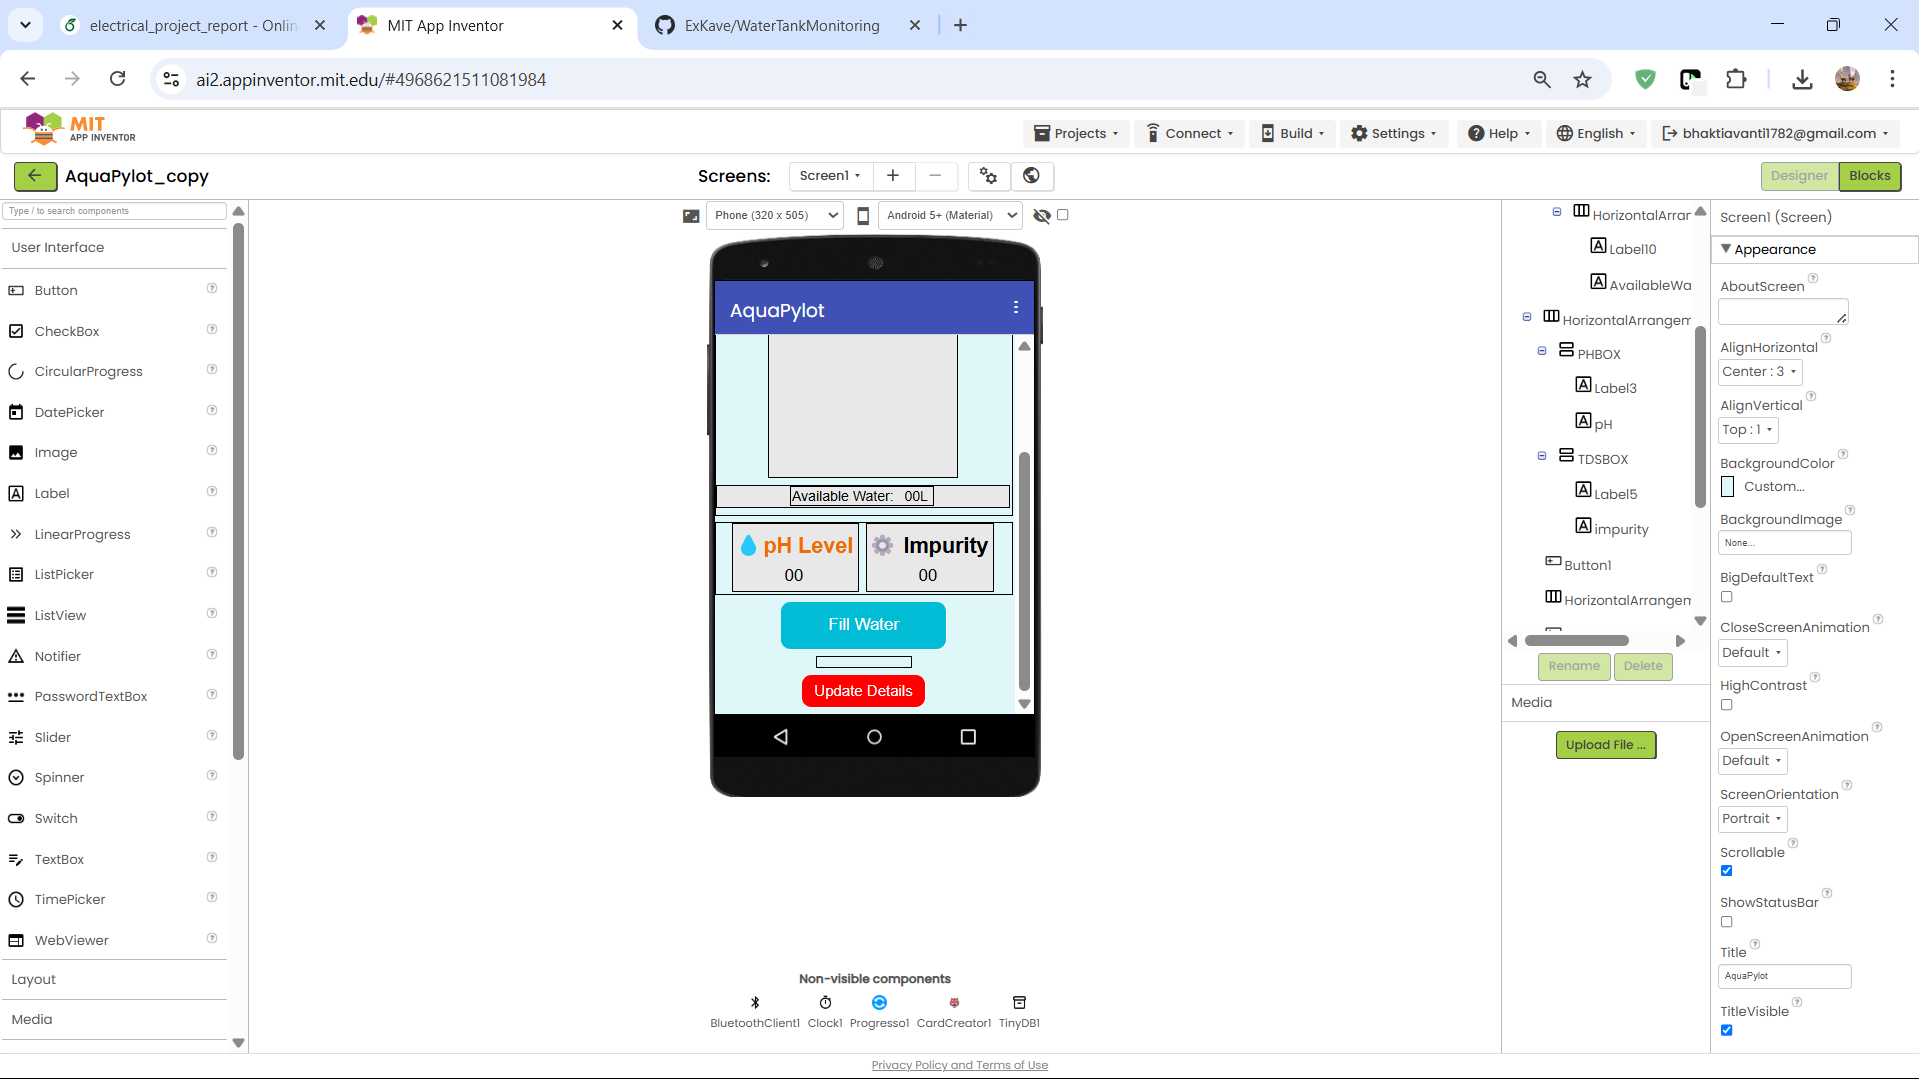 electrical_project_report - Onlin
MIT App Inventor
ExKave/WaterTankMonitoring
ai2.appinventor.mit.edu/#4968621511081984
MIT
APP INVENTOR
Projects
Connect
Build
Settings
Help
English
bhaktiavanti1782@gmail.com
AquaPylot_copy
Screens:
Screen1
Designer
Blocks
Type / to search components
User Interface
Button
CheckBox
CircularProgress
DatePicker
Image
Label
LinearProgress
ListPicker
ListView
Notifier
PasswordTextBox
Slider
Spinner
Switch
TextBox
TimePicker
WebViewer
Layout
Media
Phone (320 x 505)
Android 5+ (Material)
AquaPylot
Available Water: 00L
pH Level
00
Impurity
00
Fill Water
Update Details
Non-visible components
BluetoothClient1
Clock1
Progresso1
CardCreator1
TinyDB1
HorizontalArran
Label10
AvailableWa
HorizontalArrangem
PHBOX
Label3
pH
TDSBOX
Label5
impurity
Button1
HorizontalArrangem
Rename
Delete
Media
Upload File ...
Screen1 (Screen)
Appearance
AboutScreen
AlignHorizontal
Center : 3
AlignVertical
Top : 1
BackgroundColor
Custom...
BackgroundImage
None...
BigDefaultText
CloseScreenAnimation
Default
HighContrast
OpenScreenAnimation
Default
ScreenOrientation
Portrait
Scrollable
ShowStatusBar
Title
AquaPylot
TitleVisible
Privacy Policy and Terms of Use